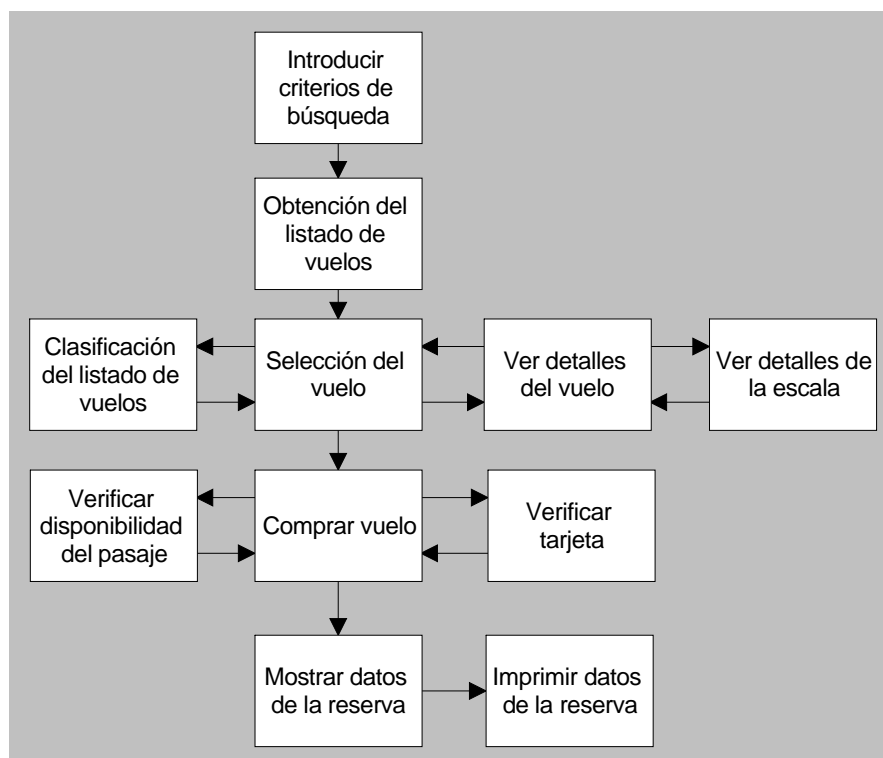 Introducir
criterios de
búsqueda
Obtención del
listado de
vuelos
Clasificación
del listado de
vuelos
Selección del
vuelo
Ver detalles
del vuelo
Ver detalles de
la escala
Verificar
disponibilidad
del pasaje
Comprar vuelo
Verificar
tarjeta
Mostrar datos
de la reserva
Imprimir datos
de la reserva